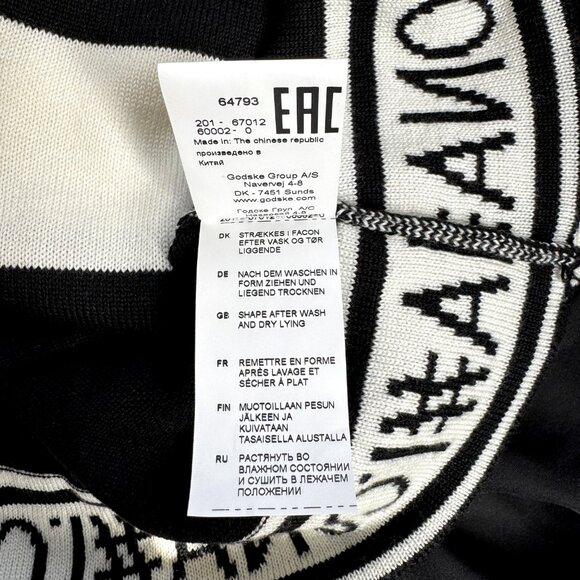 64793
EAC
201 - 67012
60002 - 0
Made in: The chinese republic
произведено в
Китай
Godske Group A/S
Navervej 4-8
DK - 7451 Sunds
www.godske.com
Годске Груп А/С
DK STRÆKKES I FACON
EFTER VASK OG TØR
LIGGENDE
DE NACH DEM WASCHEN IN
FORM ZIEHEN UND
LIEGEND TROCKNEN
GB SHAPE AFTER WASH
AND DRY LYING
FR REMETTRE EN FORME
APRÈS LAVAGE ET
SÉCHER À PLAT
FIN MUOTOILLAAN PESUN
JÄLKEEN JA
KUIVATAAN
TASAISELLA ALUSTALLA
RU РАСТЯНУТЬ ВО
ВЛАЖНОМ СОСТОЯНИИ
И СУШИТЬ В ЛЕЖАЧЕМ
ПОЛОЖЕНИИ